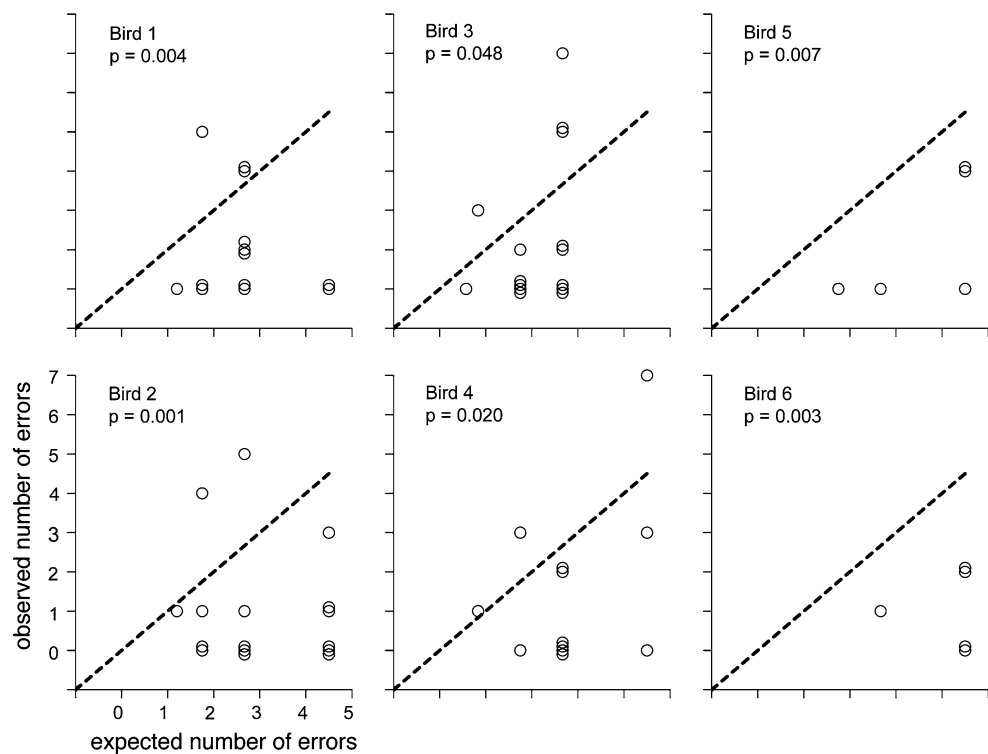 Bird 1
p = 0.004
Bird 3
p = 0.048
Bird 5
p = 0.007
Bird 2
p = 0.001
Bird 4
p = 0.020
Bird 6
p = 0.003
observed number of errors
7
6
5
4
3
2
1
0
0 1 2 3 4 5
expected number of errors